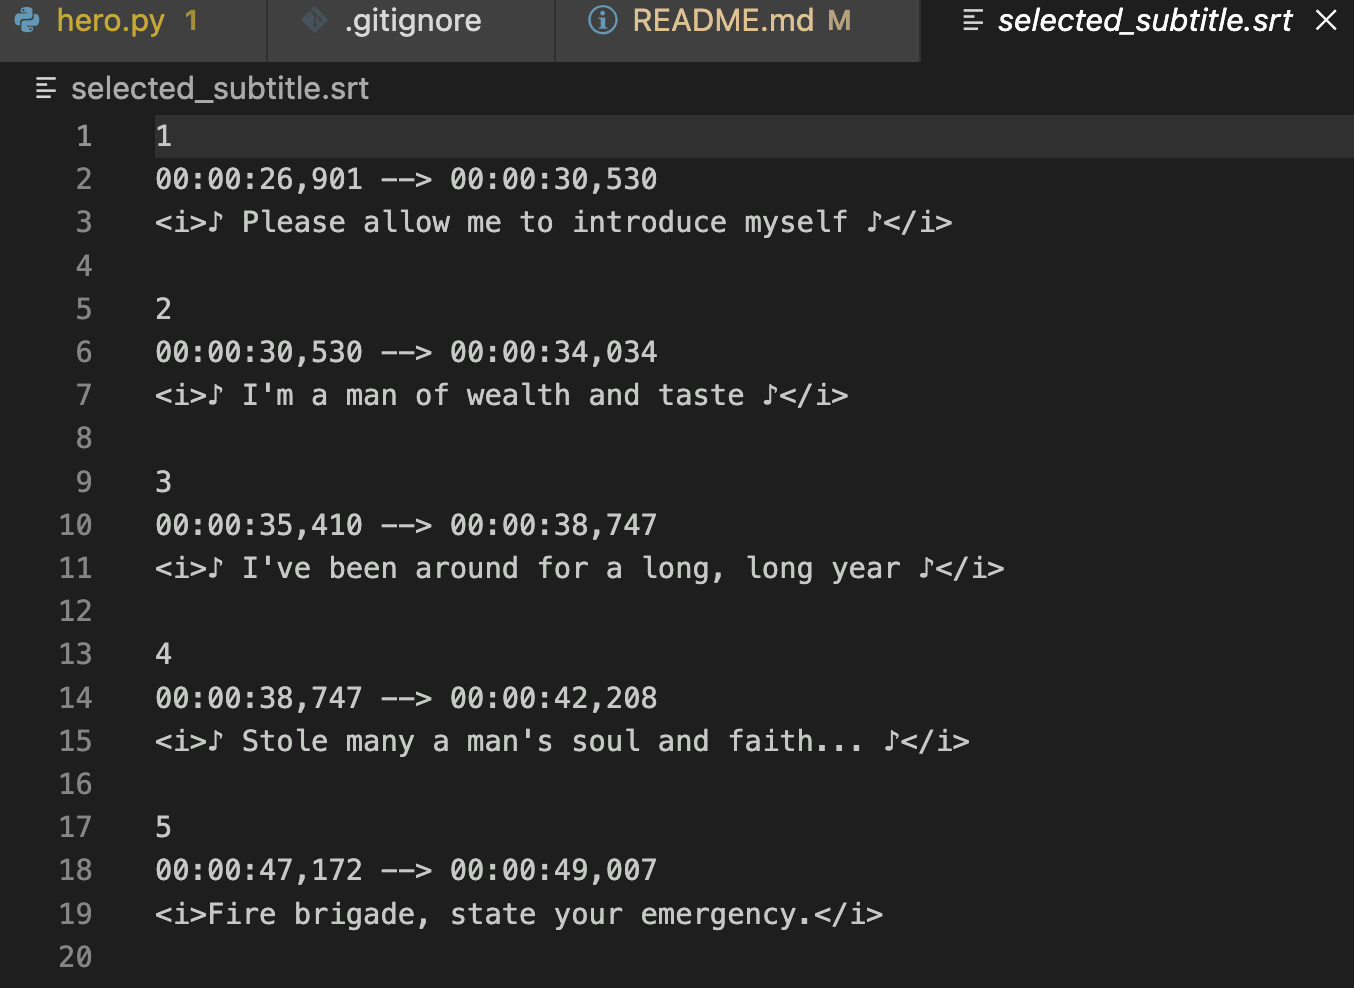 hero.py 1 .gitignore README.md M selected_subtitle.srt
selected_subtitle.srt
1 1
2 00:00:26,901 --> 00:00:30,530
3 <i>♪ Please allow me to introduce myself ♪</i>
4
5 2
6 00:00:30,530 --> 00:00:34,034
7 <i>♪ I'm a man of wealth and taste ♪</i>
8
9 3
10 00:00:35,410 --> 00:00:38,747
11 <i>♪ I've been around for a long, long year ♪</i>
12
13 4
14 00:00:38,747 --> 00:00:42,208
15 <i>♪ Stole many a man's soul and faith... ♪</i>
16
17 5
18 00:00:47,172 --> 00:00:49,007
19 <i>Fire brigade, state your emergency.</i>
20